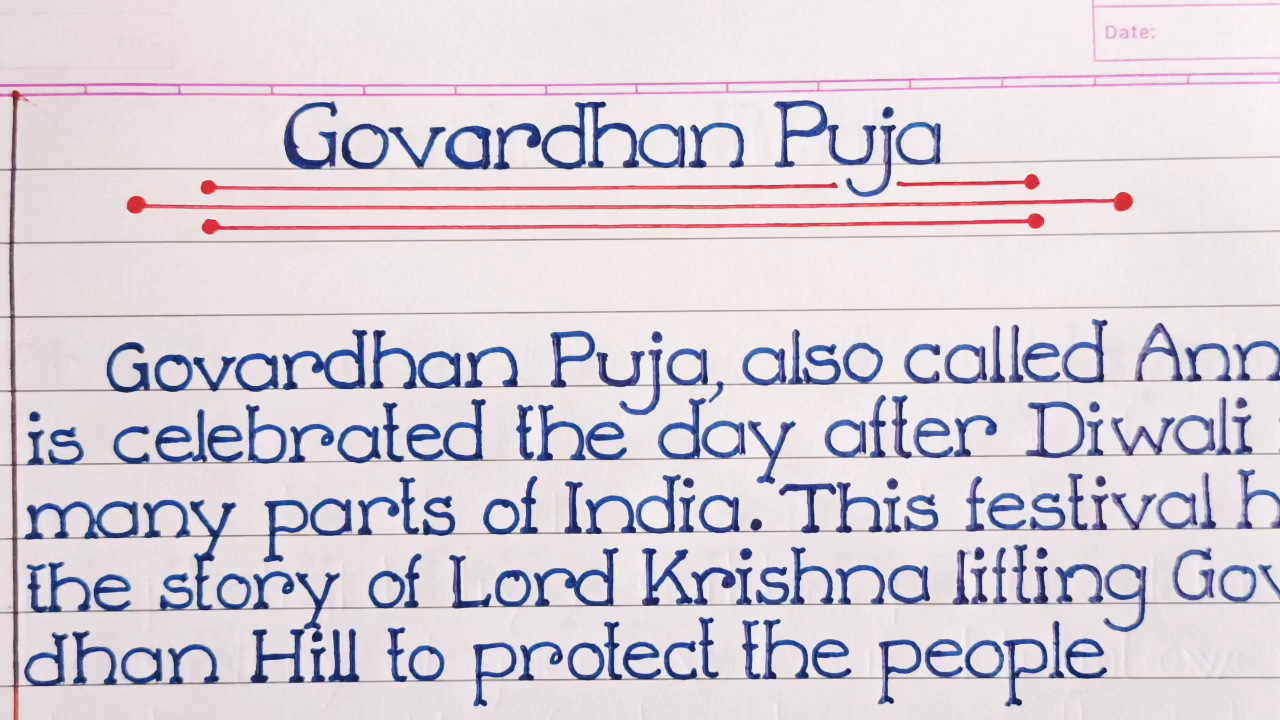 Date:
Govardhan Puja
Govardhan Puja, also called Ann
is celebrated the day after Diwali
many parts of India. This festival h
the story of Lord Krishna lifting Gov
dhan Hill to protect the people